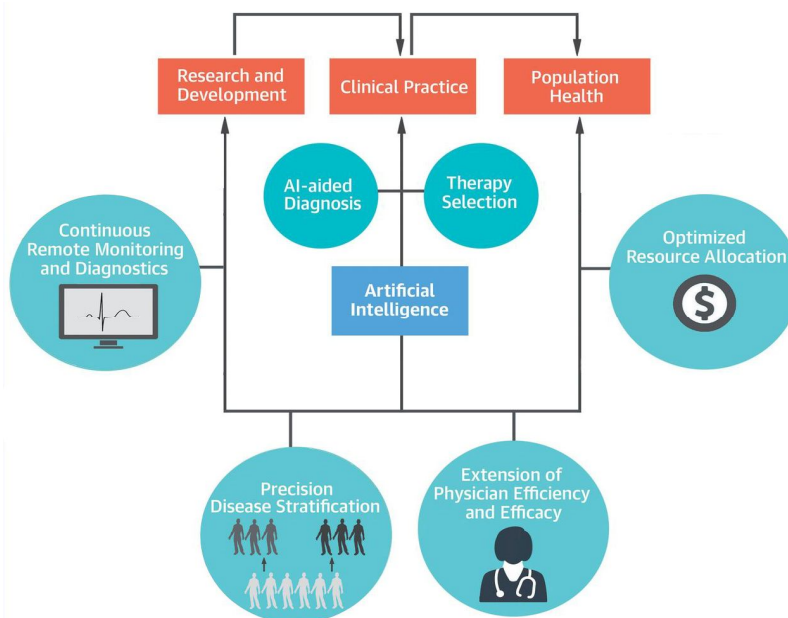 Research and
Development
Clinical Practice
Population
Health
AI-aided
Diagnosis
Therapy
Selection
Continuous
Remote Monitoring
and Diagnostics
Optimized
Resource Allocation
$
Artificial
Intelligence
Precision
Disease Stratification
Extension of
Physician Efficiency
and Efficacy